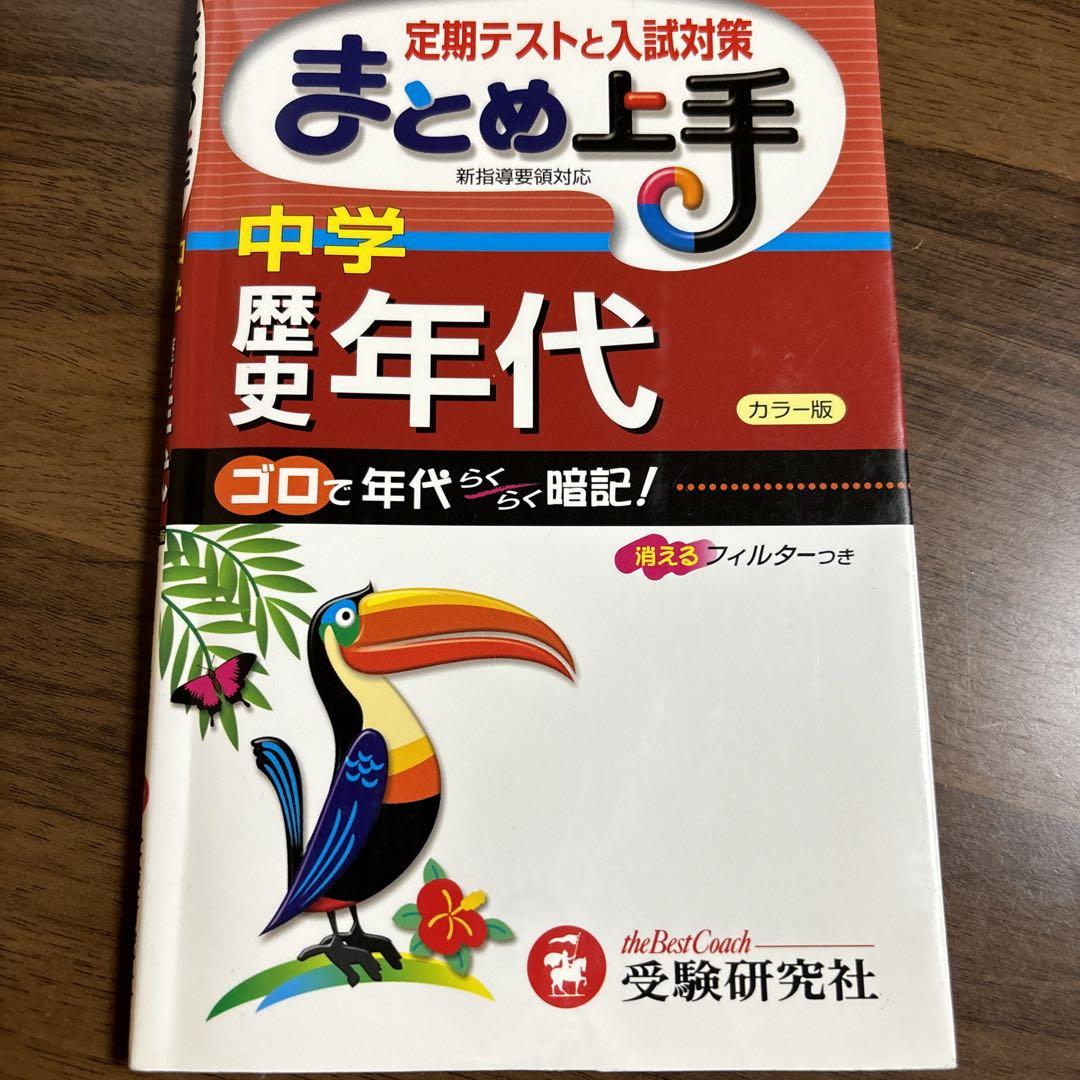 定期テストと入試対策
まとめ上手
新指導要領対応
中学
歴史 年代
カラー版
ゴロで年代らくらく暗記!
消えるフィルターつき
the Best Coach
受験研究社